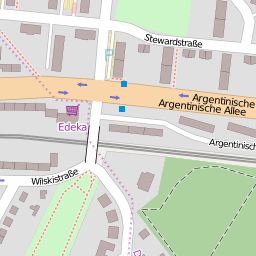 Stewardstraße
Argentinische
Argentinische Allee
Edeka
Argentinisch
Wilskistraße